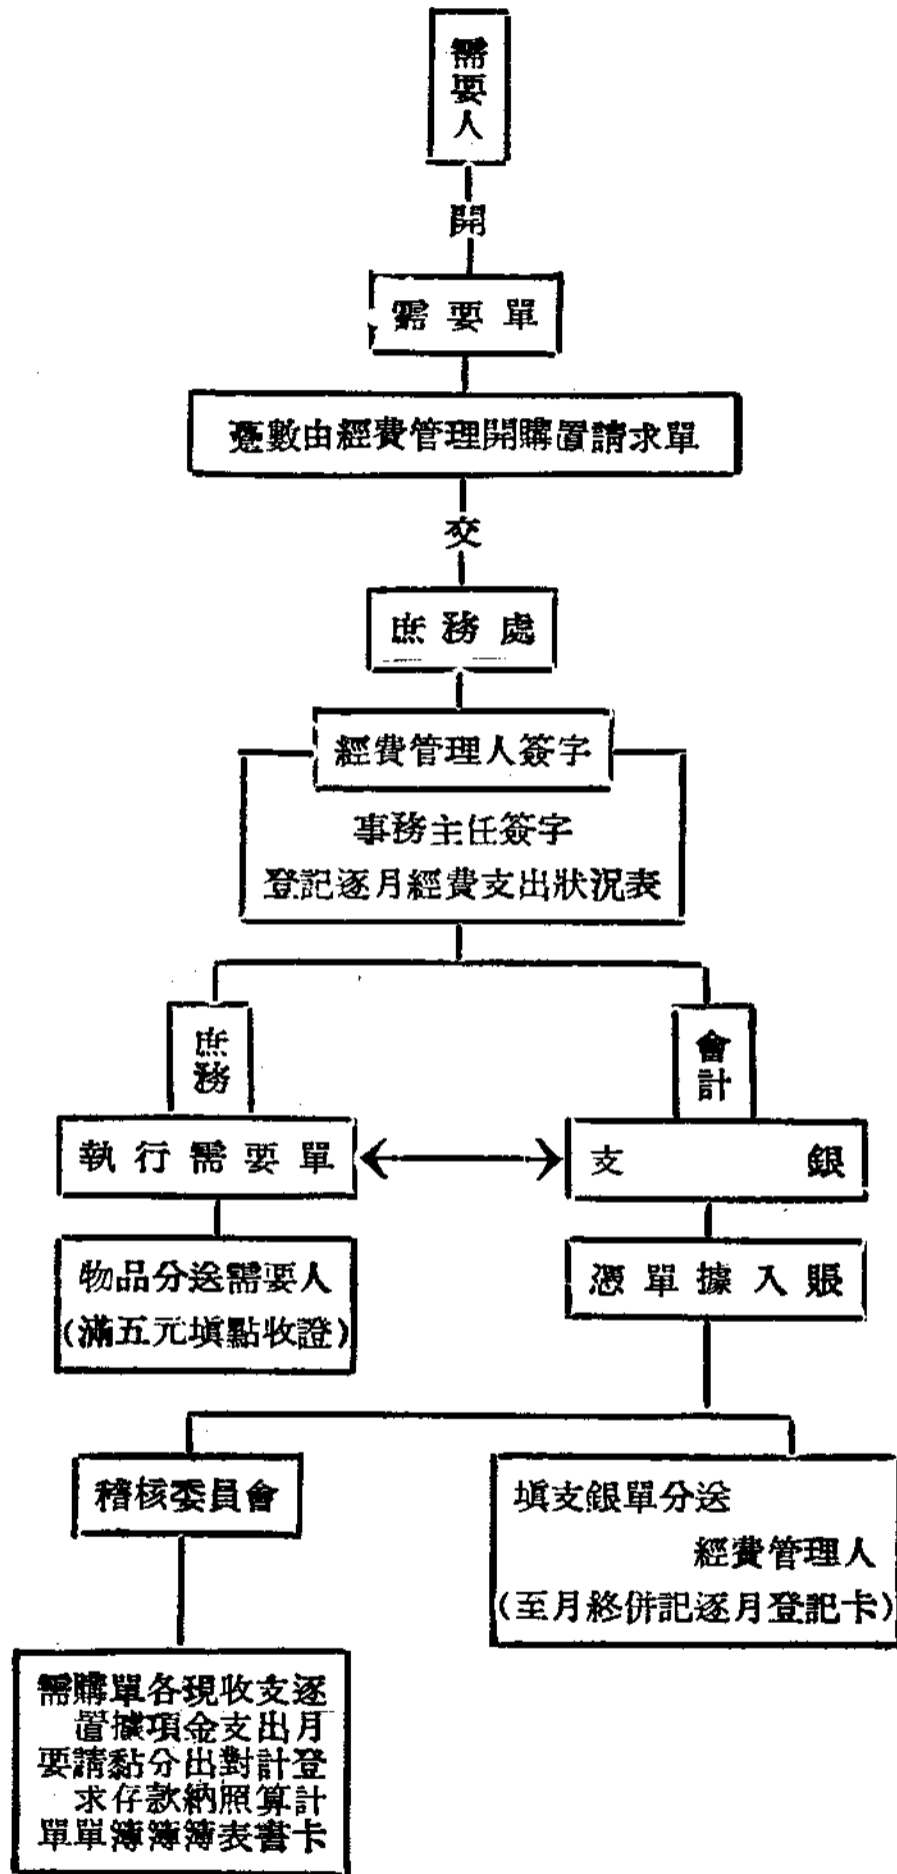 需要人
開
需要單
躉數由經費管理開購置請求單
交
庶務處
經費管理人簽字
事務主任簽字
登記逐月經費支出狀況表
庶務
會計
執行需要單
支銀
物品分送需要人
(滿五元填點收證)
憑單據入賬
稽核委員會
填支銀單分送
經費管理人
(至月終併記逐月登記卡)
需要單
購置請求單
單據黏存簿
各項分款簿
現金出納簿
收支對照表
支出計算書
逐月登計卡